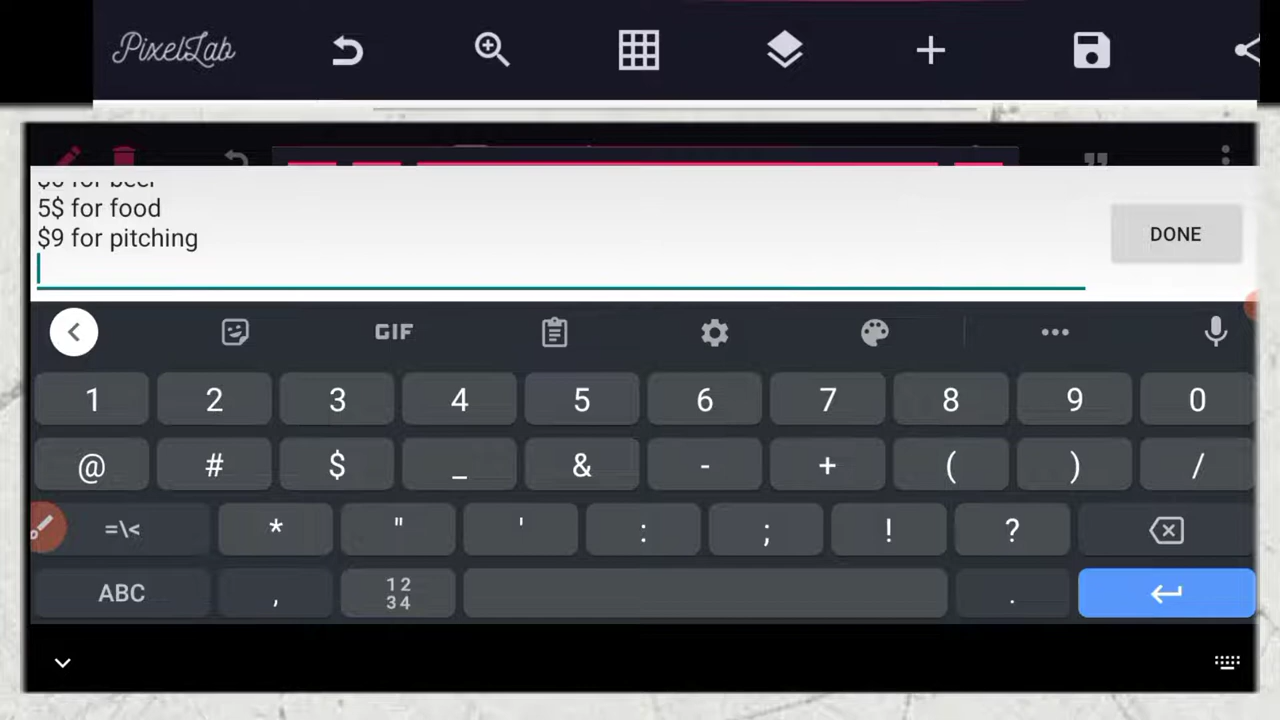 PixelLab
5$ for food
$9 for pitching
DONE
GIF
1 2 3 4 5 6 7 8 9 0
@ # $ _ & - + ( ) /
=\< * " ' : ; ! ?
ABC , 12 34 .